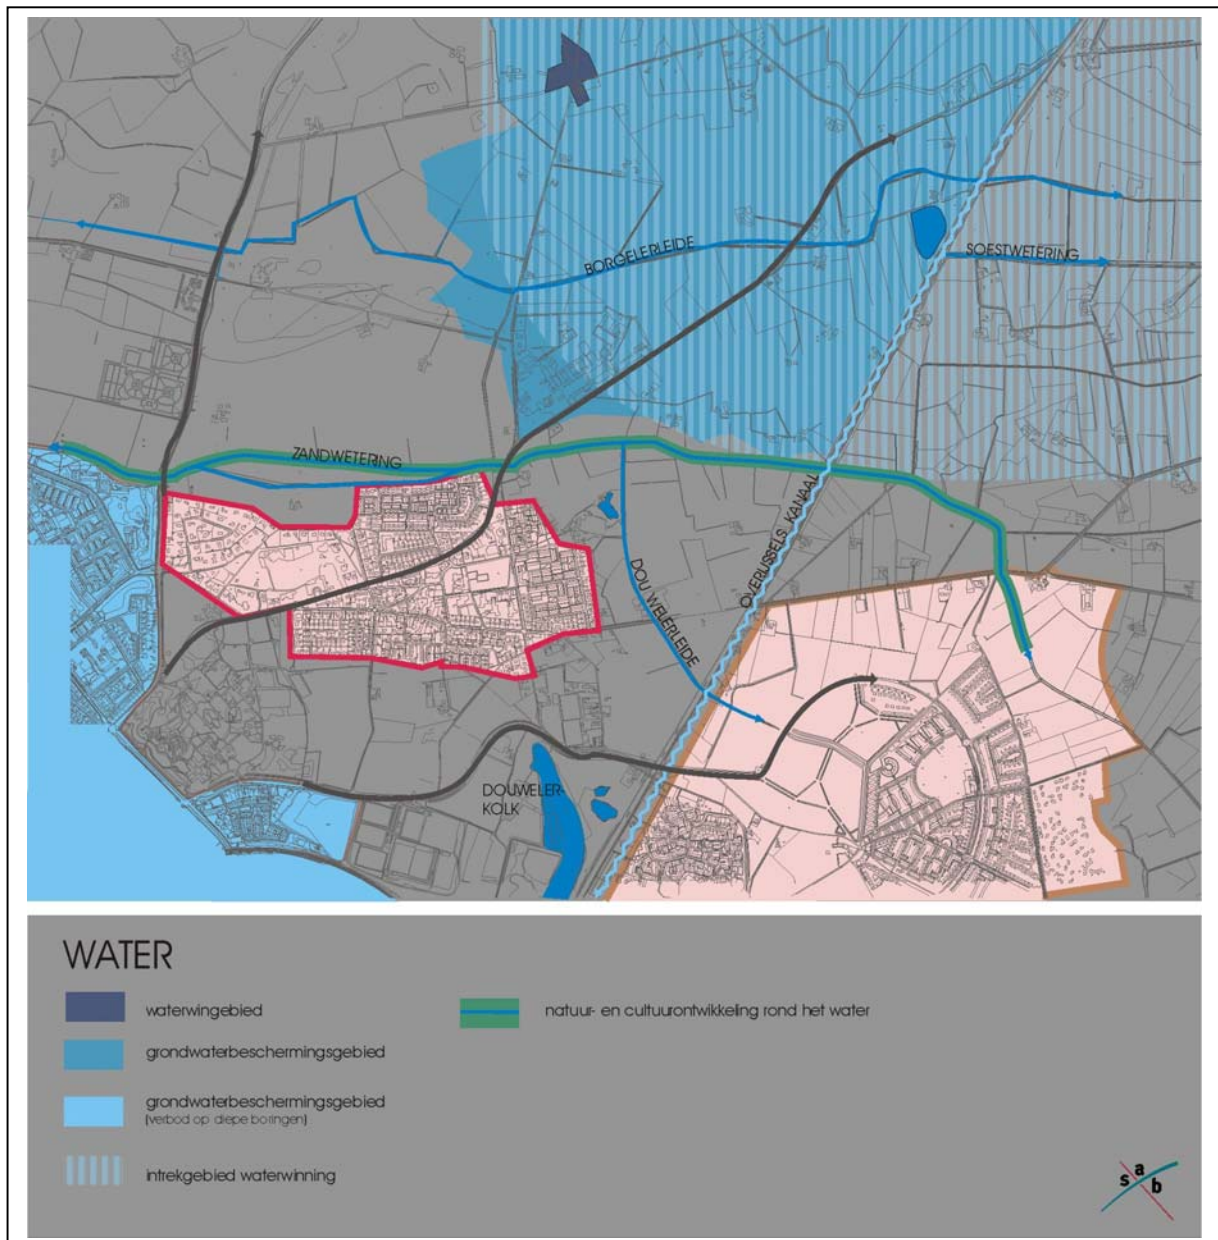 BORGELERLEIDE
SOESTWETERING
ZANDWETERING
OVERIJSSELS KANAAL
DOUWELERLEIDE
DOUWELER-
KOLK
WATER
waterwingebied
natuur- en cultuurontwikkeling rond het water
grondwaterbeschermingsgebied
grondwaterbeschermingsgebied
(verbod op diepe boringen)
intrekgebied waterwinning
s a b